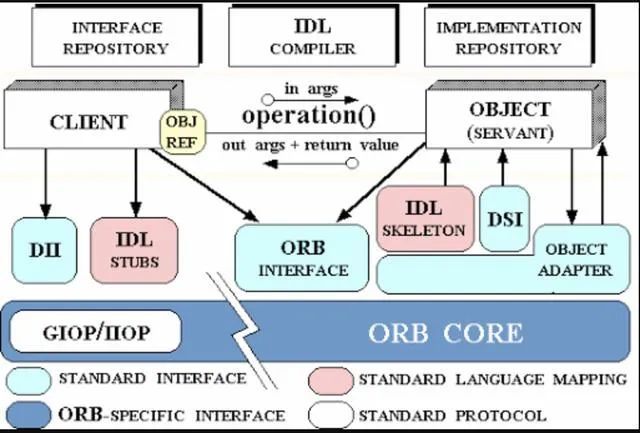 INTERFACE
REPOSITORY
IDL
COMPILER
IMPLEMENTATION
REPOSITORY
CLIENT
OBJ
REF
in args
operation()
out args + return value
OBJECT
(SERVANT)
DII
IDL
STUBS
ORB
INTERFACE
IDL
SKELETON
DSI
OBJECT
ADAPTER
GIOP/IIOP
ORB CORE
STANDARD INTERFACE
STANDARD LANGUAGE MAPPING
ORB-SPECIFIC INTERFACE
STANDARD PROTOCOL